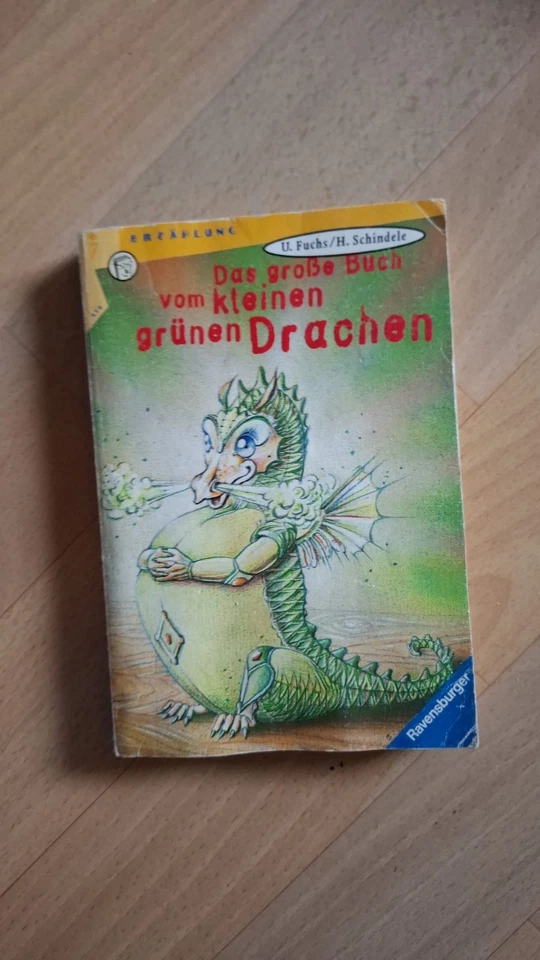 ERZÄHLUNG
U. Fuchs/H. Schindele
Das große Buch
vom kleinen
grünen Drachen
Ravensburger